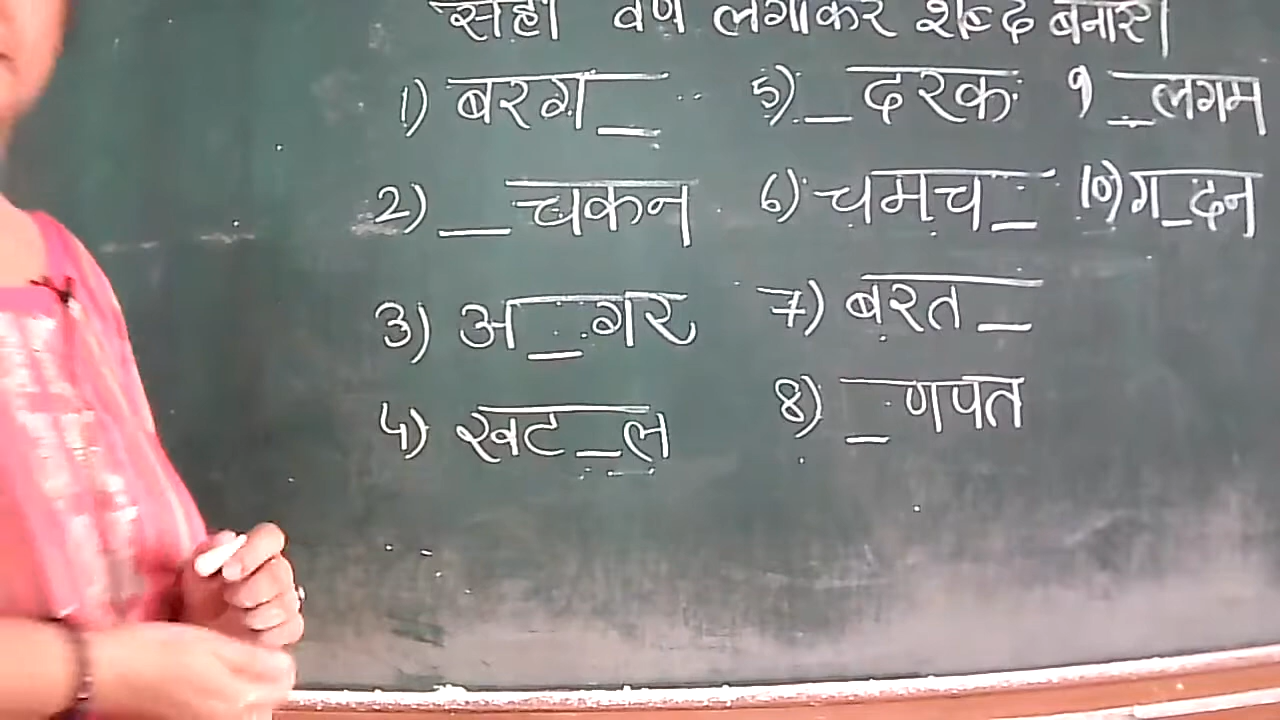 सही वर्ण लगाकर शब्द बनाइए।
1) बरग_ 5) _दरक 9) _लगम
2) _चकन 6) चमच_ 10) ग_दन
3) अ_गर 7) बरत_
4) खट_ल 8) _णपत